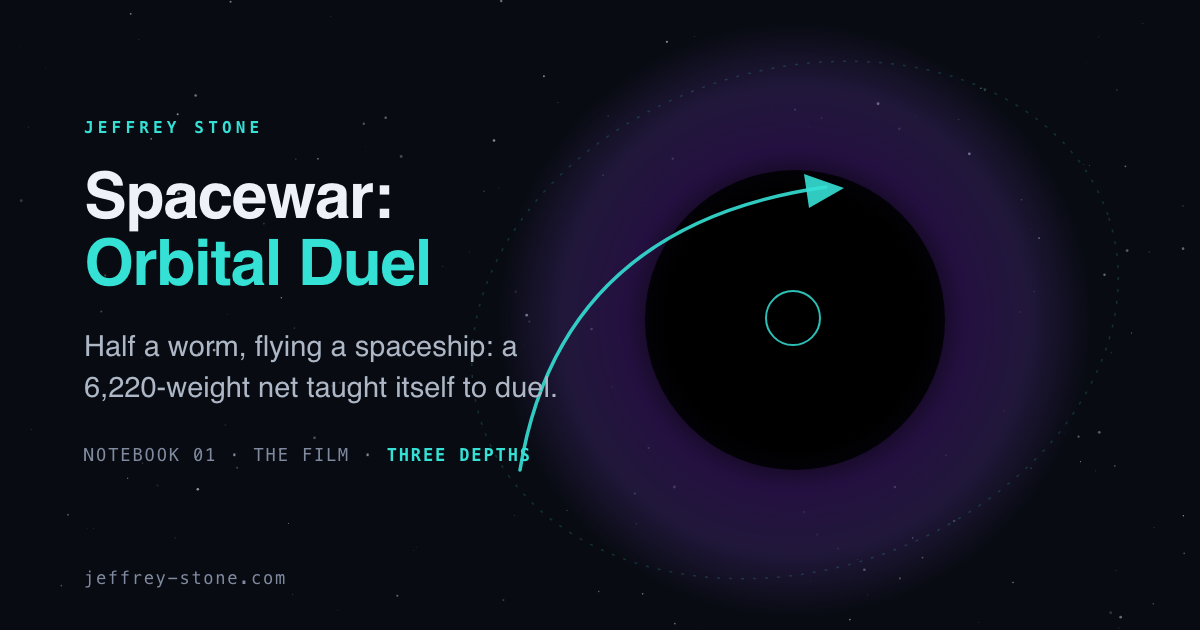 JEFFREY STONE
Spacewar:
Orbital Duel
Half a worm, flying a spaceship: a
6,220-weight net taught itself to duel.
NOTEBOOK 01 · THE FILM · THREE DEPTHS
jeffrey-stone.com